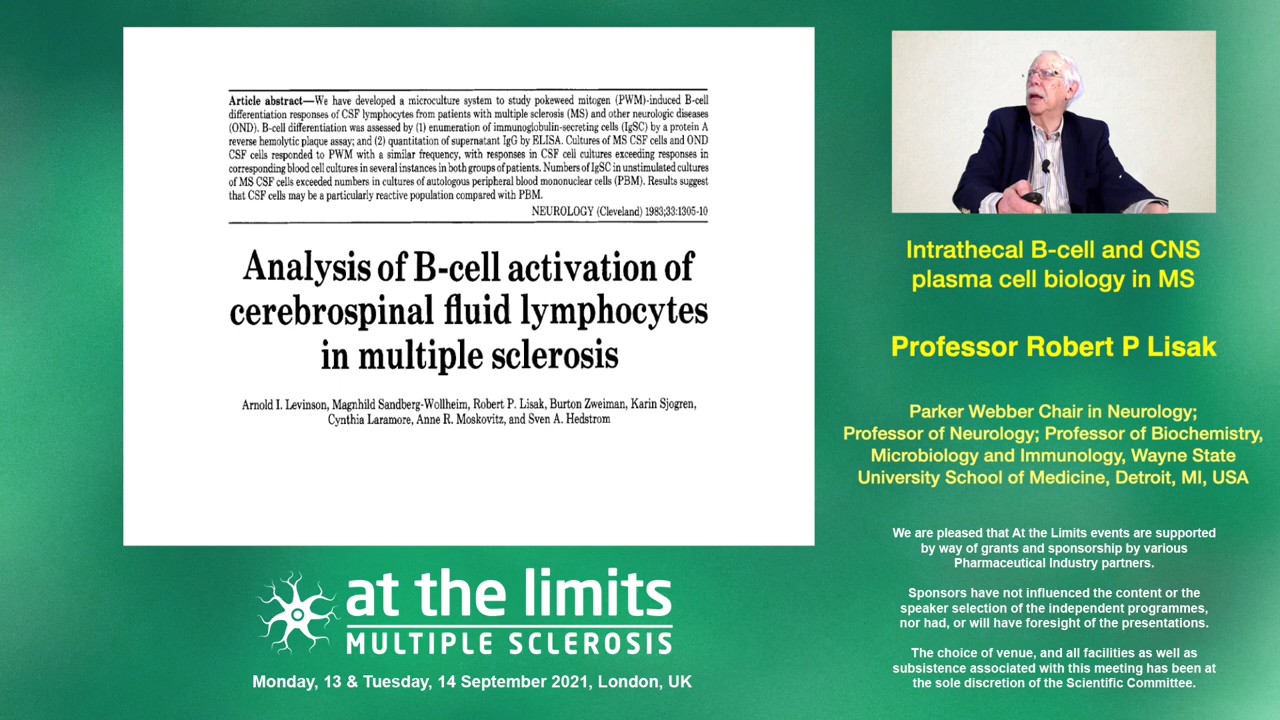 Article abstract—We have developed a microculture system to study pokeweed mitogen (PWM)-induced B-cell
differentiation responses of CSF lymphocytes from patients with multiple sclerosis (MS) and other neurologic diseases
(OND). B-cell differentiation was assessed by (1) enumeration of immunoglobulin-secreting cells (IgSC) by a protein A
reverse hemolytic plaque assay; and (2) quantitation of supernatant IgG by ELISA. Cultures of MS CSF cells and OND
CSF cells responded to PWM with a similar frequency, with responses in CSF cell cultures exceeding responses in
corresponding blood cell cultures in several instances in both groups of patients. Numbers of IgSC in unstimulated cultures
of MS CSF cells exceeded numbers in cultures of autologous peripheral blood mononuclear cells (PBM). Results suggest
that CSF cells may be a particularly reactive population compared with PBM.
NEUROLOGY (Cleveland) 1983;33:1305-10
Analysis of B-cell activation of
cerebrospinal fluid lymphocytes
in multiple sclerosis
Arnold I. Levinson, Magnhild Sandberg-Wollheim, Robert P. Lisak, Burton Zweiman, Karin Sjogren,
Cynthia Laramore, Anne R. Moskovitz, and Sven A. Hedstrom
at the limits
MULTIPLE SCLEROSIS
Monday, 13 & Tuesday, 14 September 2021, London, UK
Intrathecal B-cell and CNS
plasma cell biology in MS
Professor Robert P Lisak
Parker Webber Chair in Neurology;
Professor of Neurology; Professor of Biochemistry,
Microbiology and Immunology, Wayne State
University School of Medicine, Detroit, MI, USA
We are pleased that At the Limits events are supported
by way of grants and sponsorship by various
Pharmaceutical Industry partners.
Sponsors have not influenced the content or the
speaker selection of the independent programmes,
nor had, or will have foresight of the presentations.
The choice of venue, and all facilities as well as
subsistence associated with this meeting has been at
the sole discretion of the Scientific Committee.